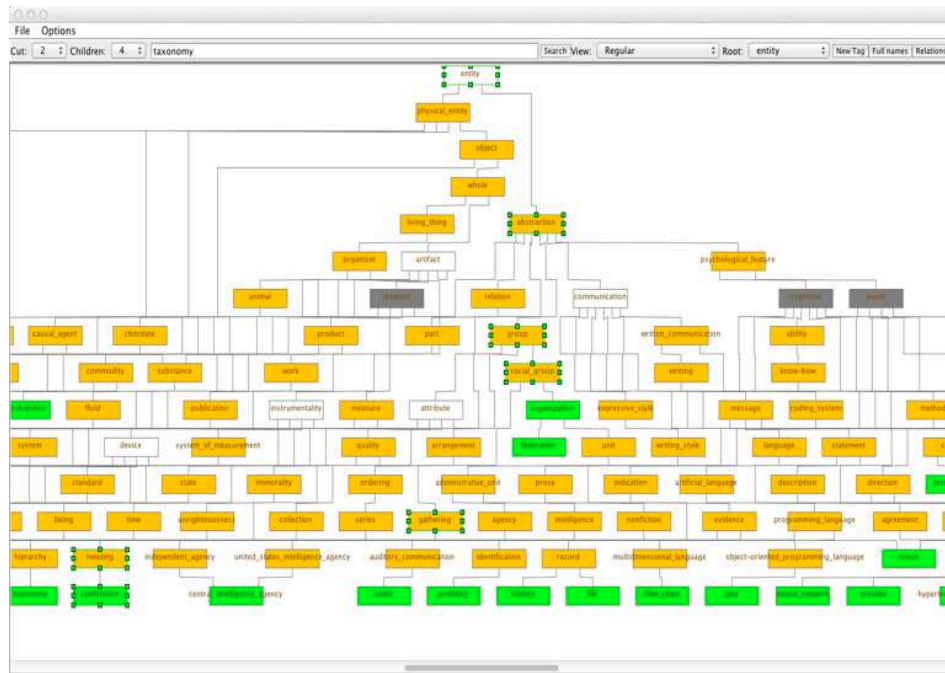 File Options
Cut: 2 Children: 4 taxonomy Search View: Regular Root: entity New Tag Full names Relations
entity
physical_entity
object
whole
living_thing abstraction
organism artifact psychological_feature
animal relation communication
causal_agent chordate product part group written_communication ability
commodity substance work social_group writing know-how
fluid publication instrumentality measure attribute organization expressive_style message coding_system method
system device system_of_measurement quality arrangement federation unit writing_style language statement
standard state immorality ordering administrative_unit prose indication artificial_language description direction
being time unrighteousness collection series gathering agency intelligence nonfiction evidence programming_language agreement
hierarchy meeting independent_agency united_states_intelligence_agency auditory_communication identification record multidimensional_language object-oriented_programming_language
taxonomy conference central_intelligence_agency profiling file flow_chart java neural_network